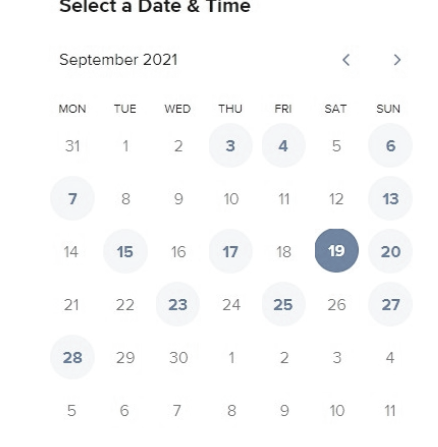 Select a Date & Time
September 2021
MON TUE WED THU FRI SAT SUN
31 1 2 3 4 5 6
7 8 9 10 11 12 13
14 15 16 17 18 19 20
21 22 23 24 25 26 27
28 29 30 1 2 3 4
5 6 7 8 9 10 11